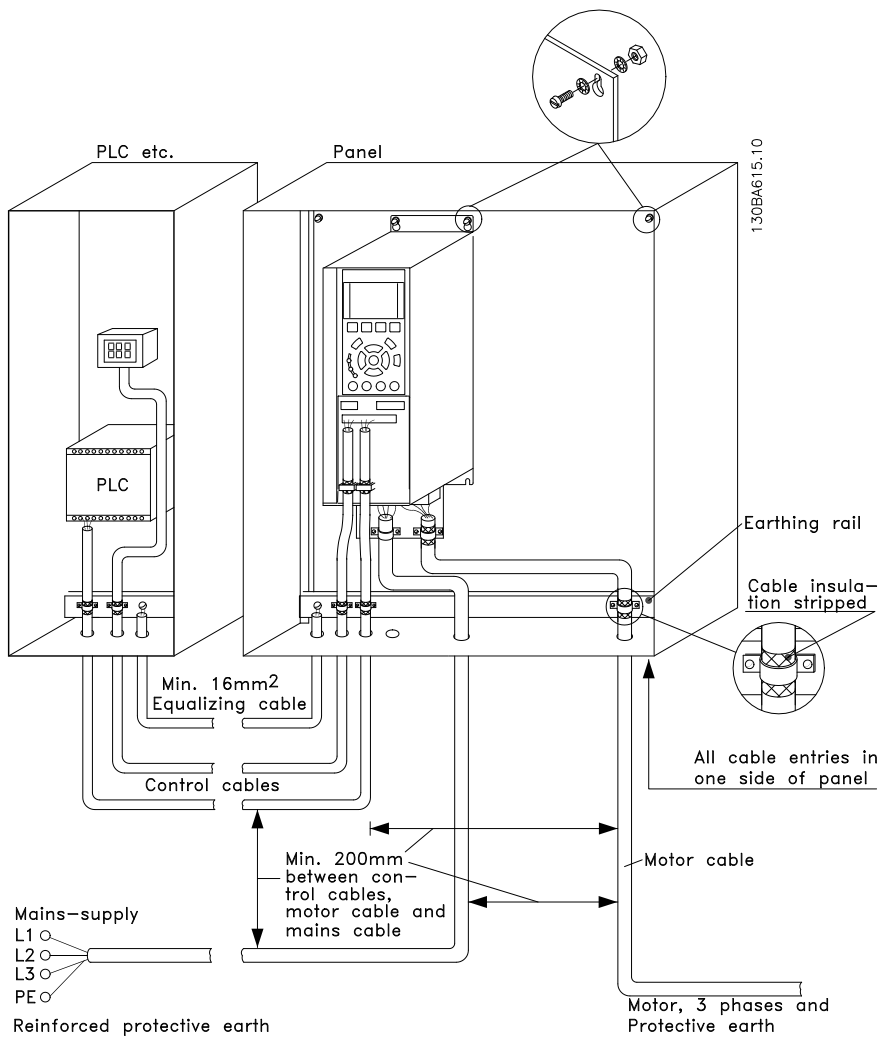 PLC etc.
Panel
130BA615.10
PLC
Earthing rail
Cable insula-
tion stripped
Min. 16mm2
Equalizing cable
All cable entries in
one side of panel
Control cables
Min. 200mm
between con-
trol cables,
motor cable and
mains cable
Motor cable
Mains-supply
L1
L2
L3
PE
Reinforced protective earth
Motor, 3 phases and
Protective earth